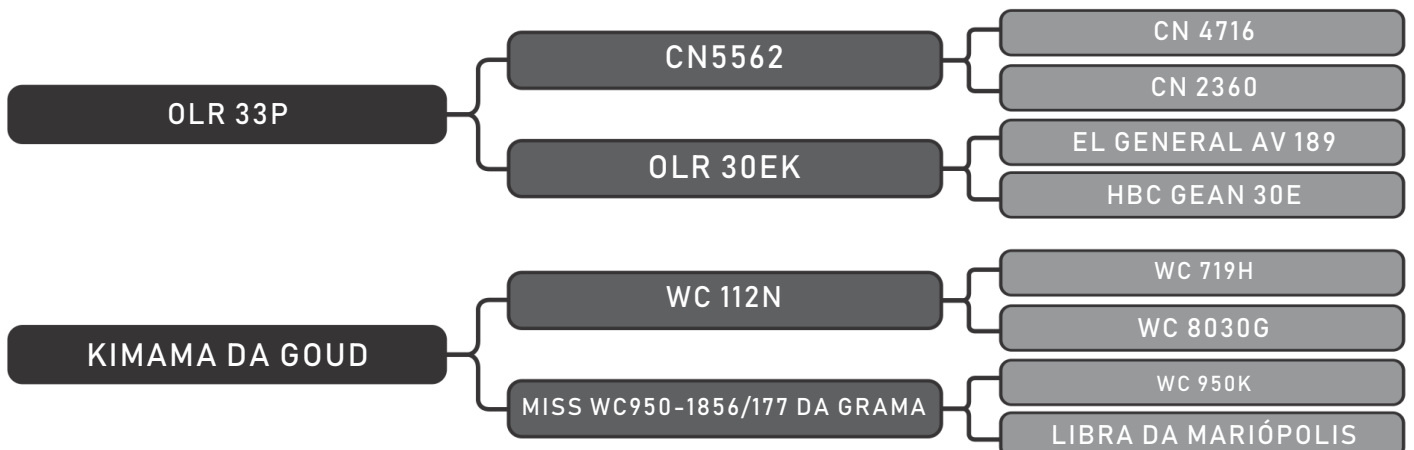 OLR 33P
CN5562
CN 4716
CN 2360
OLR 30EK
EL GENERAL AV 189
HBC GEAN 30E
KIMAMA DA GOUD
WC 112N
WC 719H
WC 8030G
MISS WC950-1856/177 DA GRAMA
WC 950K
LIBRA DA MARIÓPOLIS